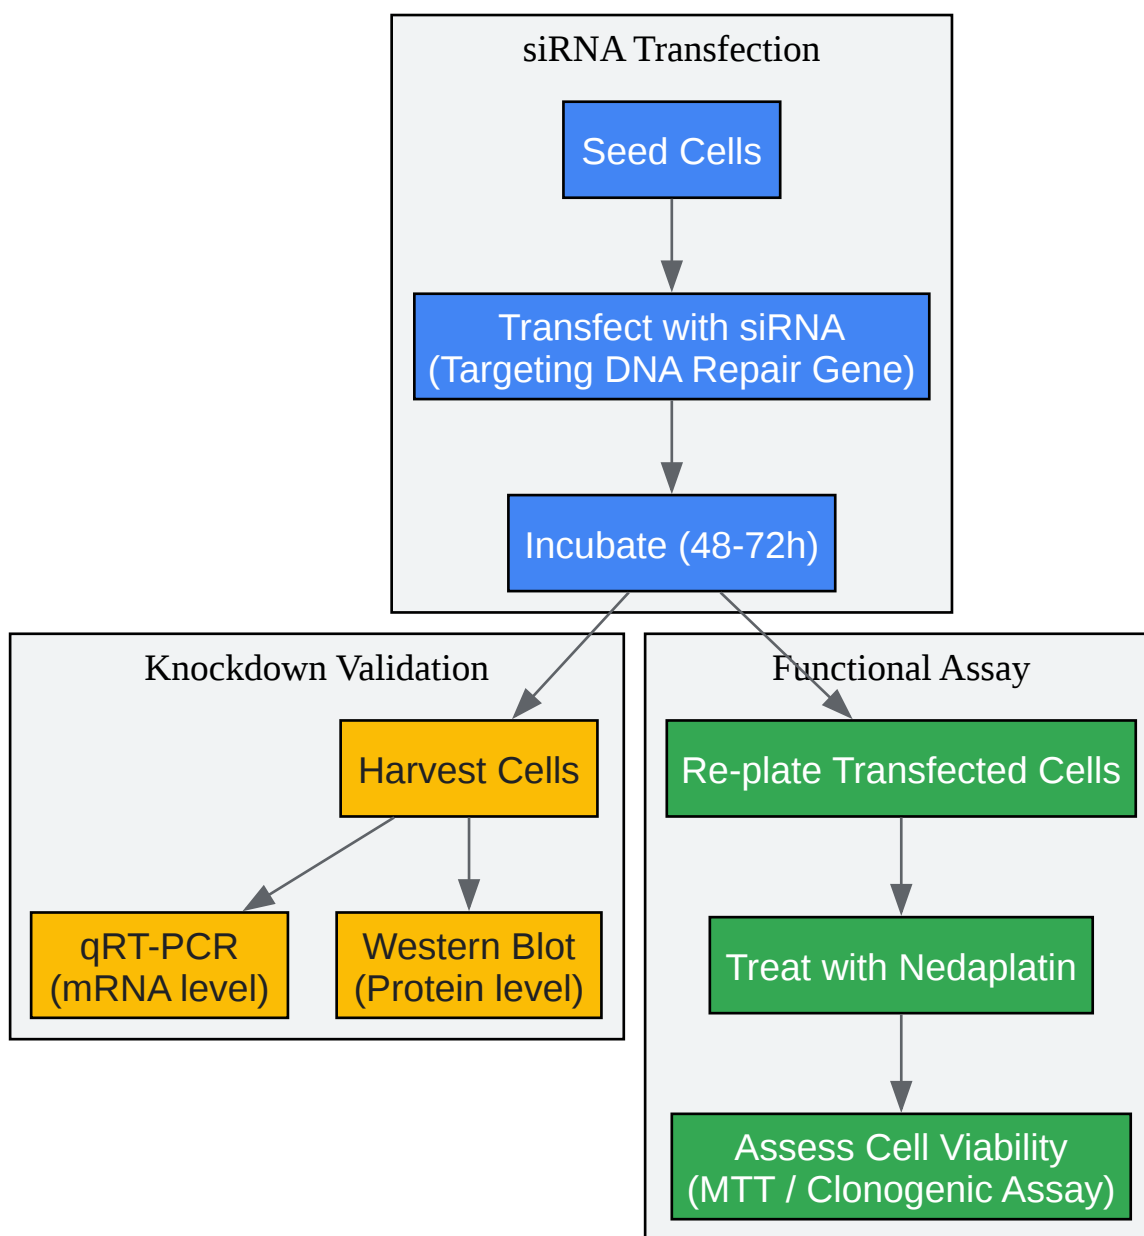 siRNA Transfection
Seed Cells
Transfect with siRNA
(Targeting DNA Repair Gene)
Incubate (48-72h)
Knockdown Validation
Harvest Cells
qRT-PCR
(mRNA level)
Western Blot
(Protein level)
Functional Assay
Re-plate Transfected Cells
Treat with Nedaplatin
Assess Cell Viability
(MTT / Clonogenic Assay)